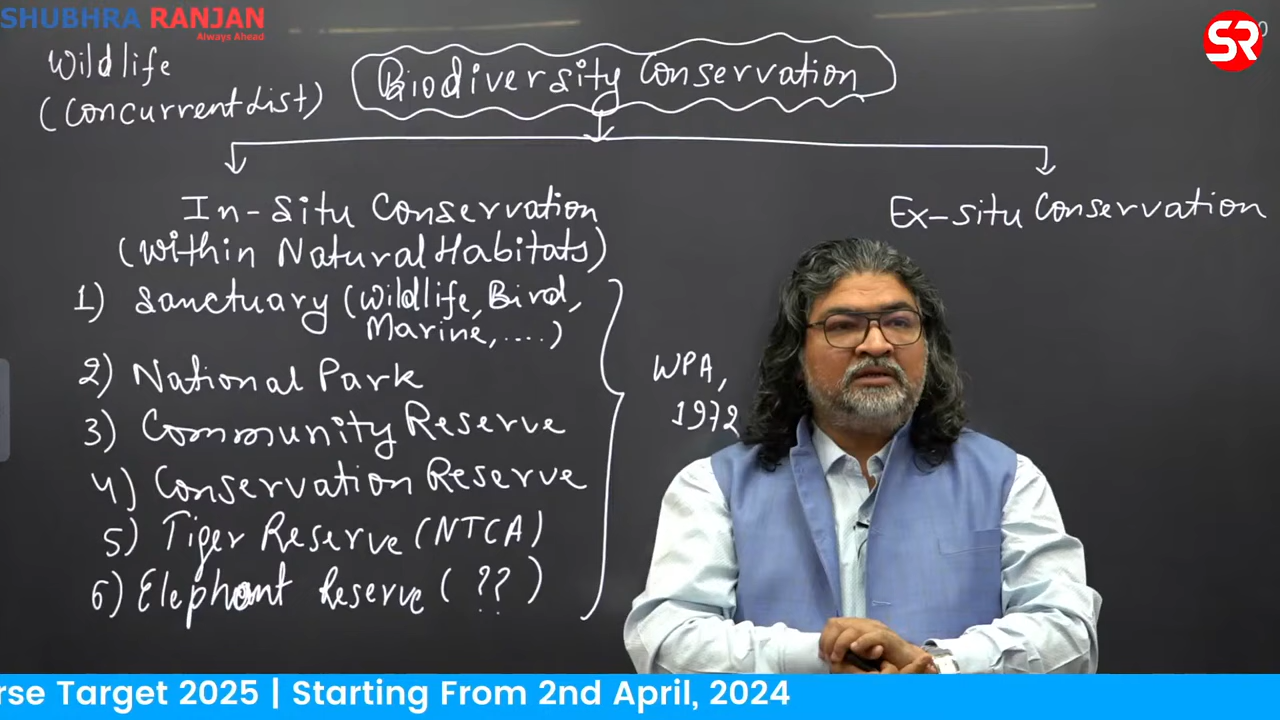 SHUBHRA RANJAN
Always Ahead
SR
Wildlife
(Concurrent List)
Biodiversity Conservation
In-Situ Conservation
(Within Natural Habitats)
1) Sanctuary (Wildlife, Bird,
Marine, ....)
2) National Park
3) Community Reserve
4) Conservation Reserve
5) Tiger Reserve (NTCA)
6) Elephant Reserve ( ?? )
WPA,
1972
Ex-situ Conservation
rse Target 2025 | Starting From 2nd April, 2024